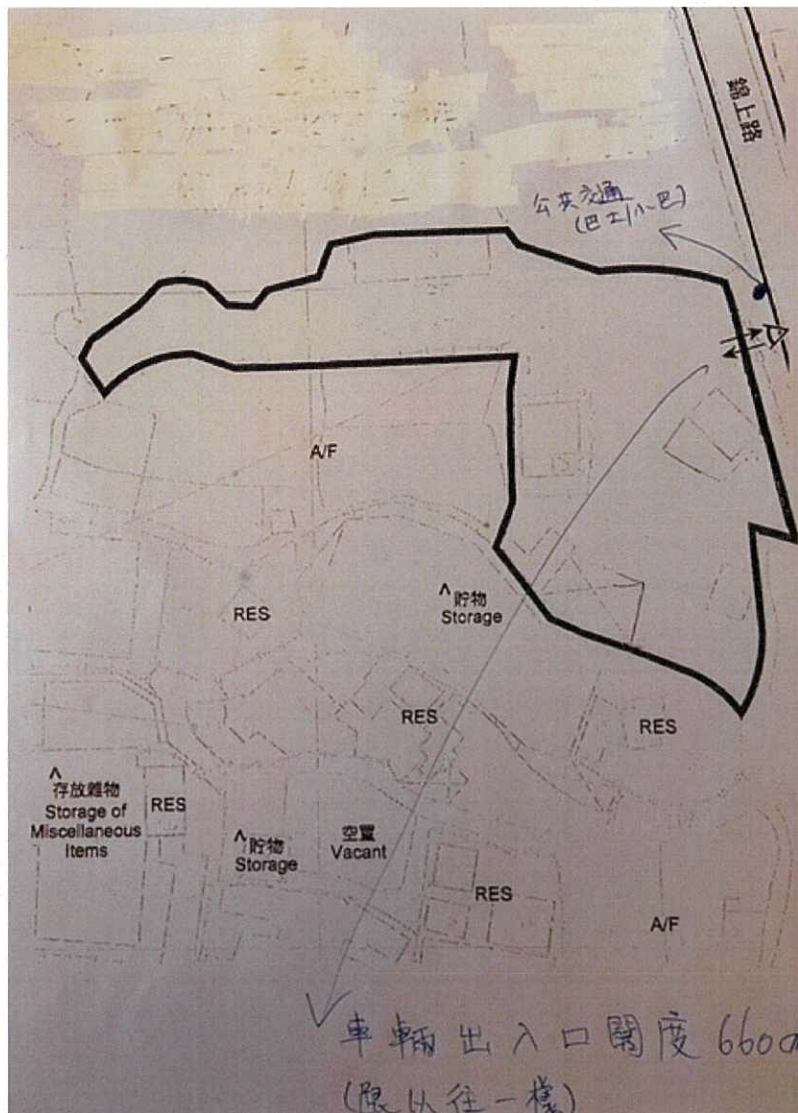 錦上路
公共交通
(巴士/小巴)
A/F
RES
^ 貯物
Storage
RES
RES
^
存放雜物
Storage of
Miscellaneous
Items
RES
^ 貯物
Storage
空置
Vacant
RES
A/F
車輛出入口闊度 660
(跟以往一樣)